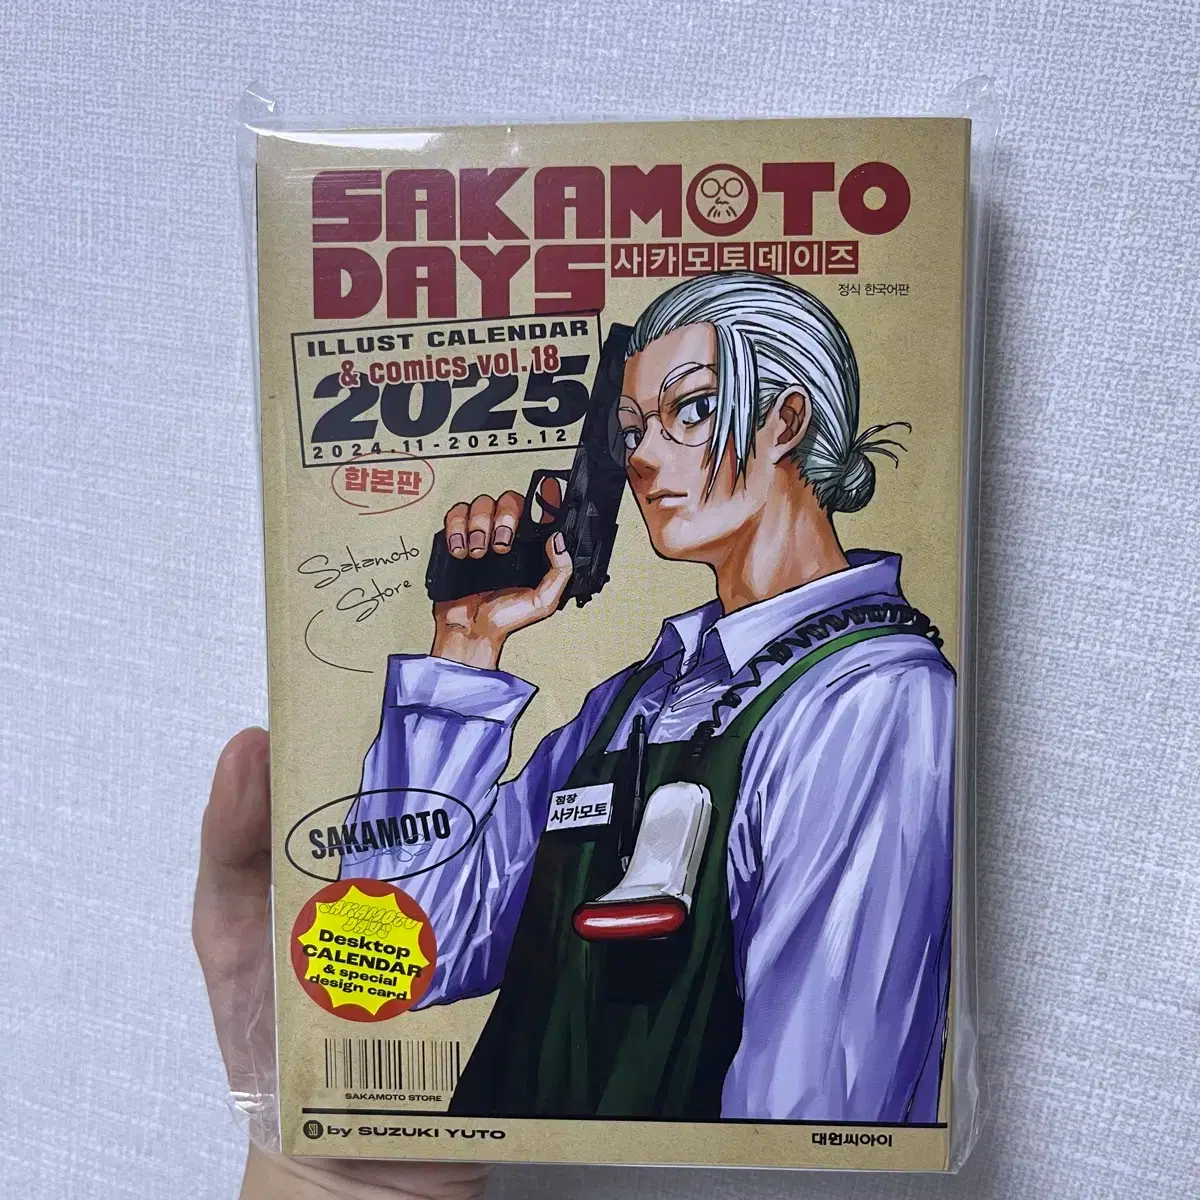 SAKAMOTO
DAYS
사카모토데이즈
정식 한국어판
ILLUST CALENDAR
& comics vol.18
2025
2024.11-2025.12
합본판
Sakamoto
Store
점장
사카모토
SAKAMOTO
SAKAMOTO
DAYS
Desktop
CALENDAR
& special
design card
SAKAMOTO STORE
by SUZUKI YUTO
대원씨아이